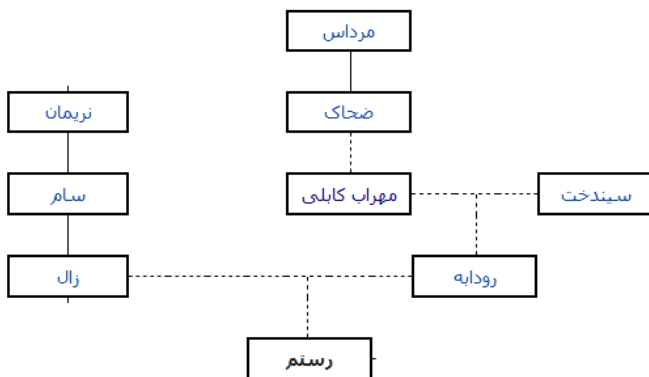 مرداس
نریمان
ضحاک
سام
مهراب کابلی
سیندخت
زال
رودابه
رستم